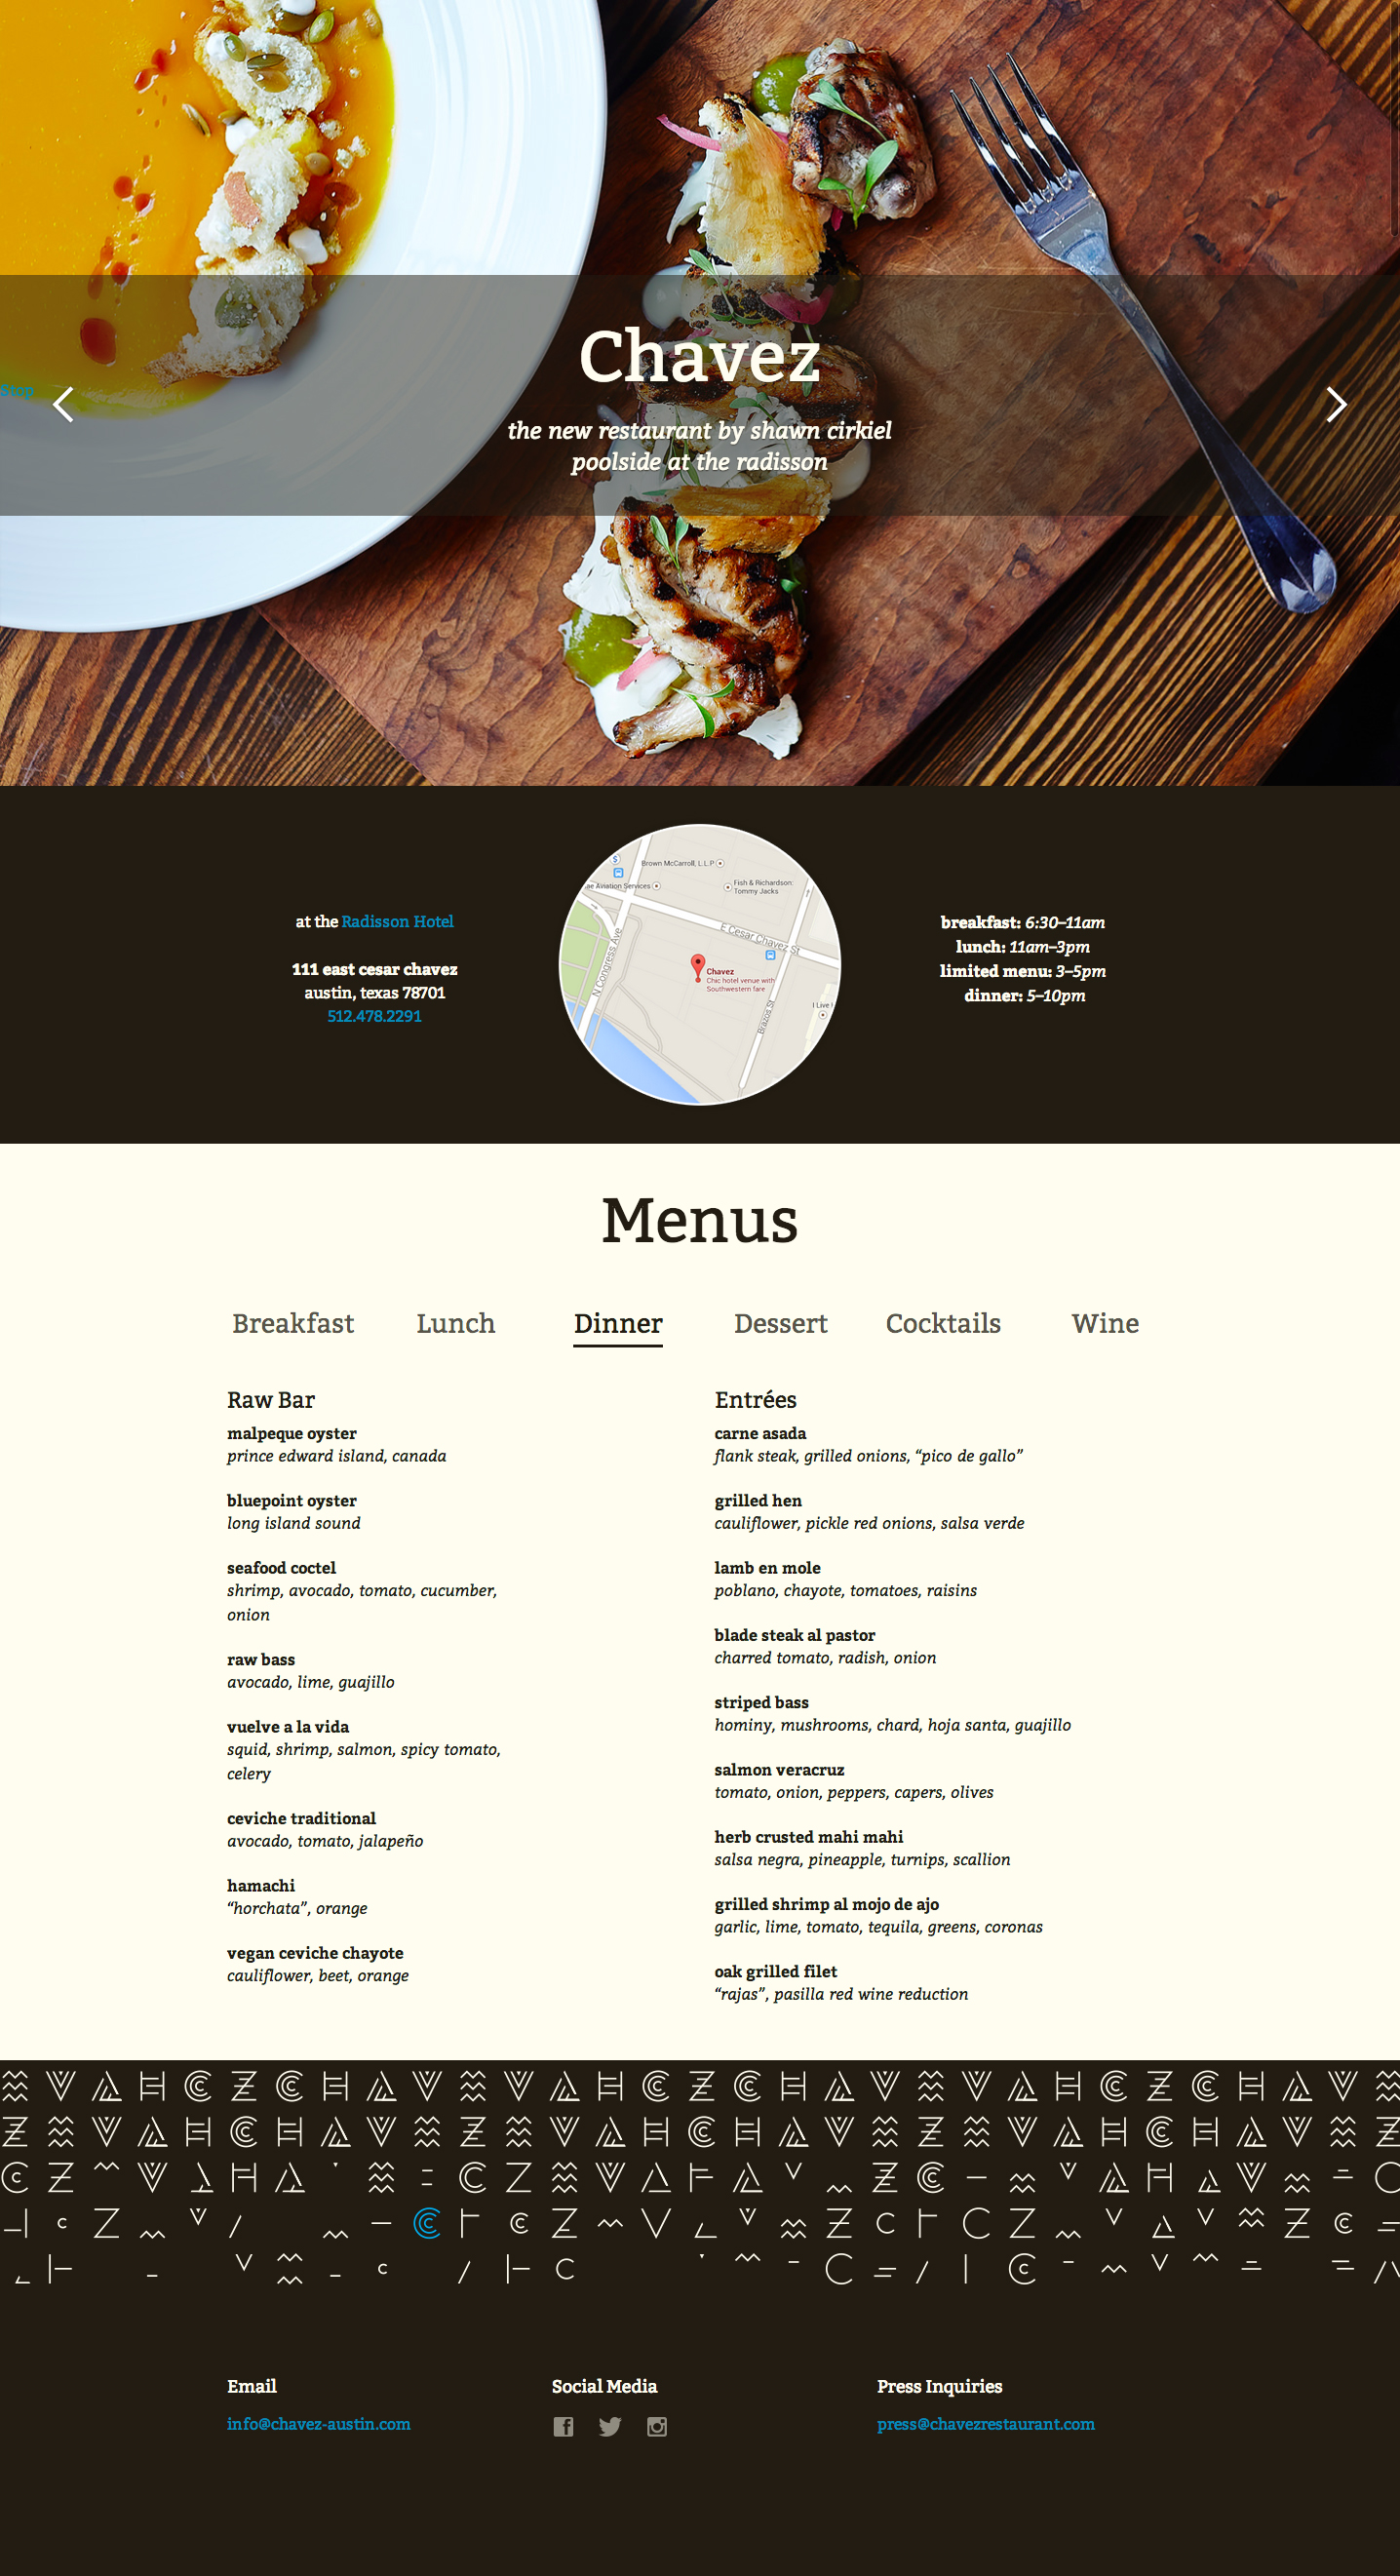 Chavez
Stop
the new restaurant by shawn cirkiel
poolside at the radisson
at the Radisson Hotel
111 east cesar chavez
austin, texas 78701
512.478.2291
Brown McCarroll, L.L.P
Aviation Services
Fish & Richardson:
Tommy Jacks
E Cesar Chavez St
N Congress Ave
Chavez
Chic hotel venue with
Southwestern fare
I Live
Brazos St
breakfast: 6:30–11am
lunch: 11am–3pm
limited menu: 3–5pm
dinner: 5–10pm
Menus
Breakfast Lunch Dinner Dessert Cocktails Wine
Raw Bar
malpeque oyster
prince edward island, canada
bluepoint oyster
long island sound
seafood coctel
shrimp, avocado, tomato, cucumber,
onion
raw bass
avocado, lime, guajillo
vuelve a la vida
squid, shrimp, salmon, spicy tomato,
celery
ceviche traditional
avocado, tomato, jalapeño
hamachi
“horchata”, orange
vegan ceviche chayote
cauliflower, beet, orange
Entrées
carne asada
flank steak, grilled onions, “pico de gallo”
grilled hen
cauliflower, pickle red onions, salsa verde
lamb en mole
poblano, chayote, tomatoes, raisins
blade steak al pastor
charred tomato, radish, onion
striped bass
hominy, mushrooms, chard, hoja santa, guajillo
salmon veracruz
tomato, onion, peppers, capers, olives
herb crusted mahi mahi
salsa negra, pineapple, turnips, scallion
grilled shrimp al mojo de ajo
garlic, lime, tomato, tequila, greens, coronas
oak grilled filet
“rajas”, pasilla red wine reduction
Email
info@chavez-austin.com
Social Media
Press Inquiries
press@chavezrestaurant.com